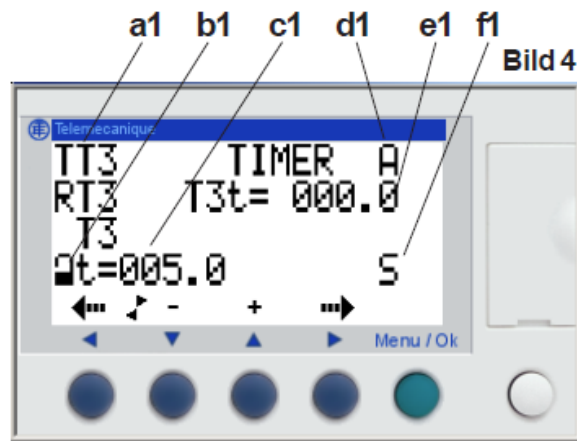 a1 b1 c1 d1 e1 f1
Bild 4
Telemecanique
TT3 TIMER A
RT3 T3t= 000.0
T3
t=005.0 S
- +
Menu / Ok